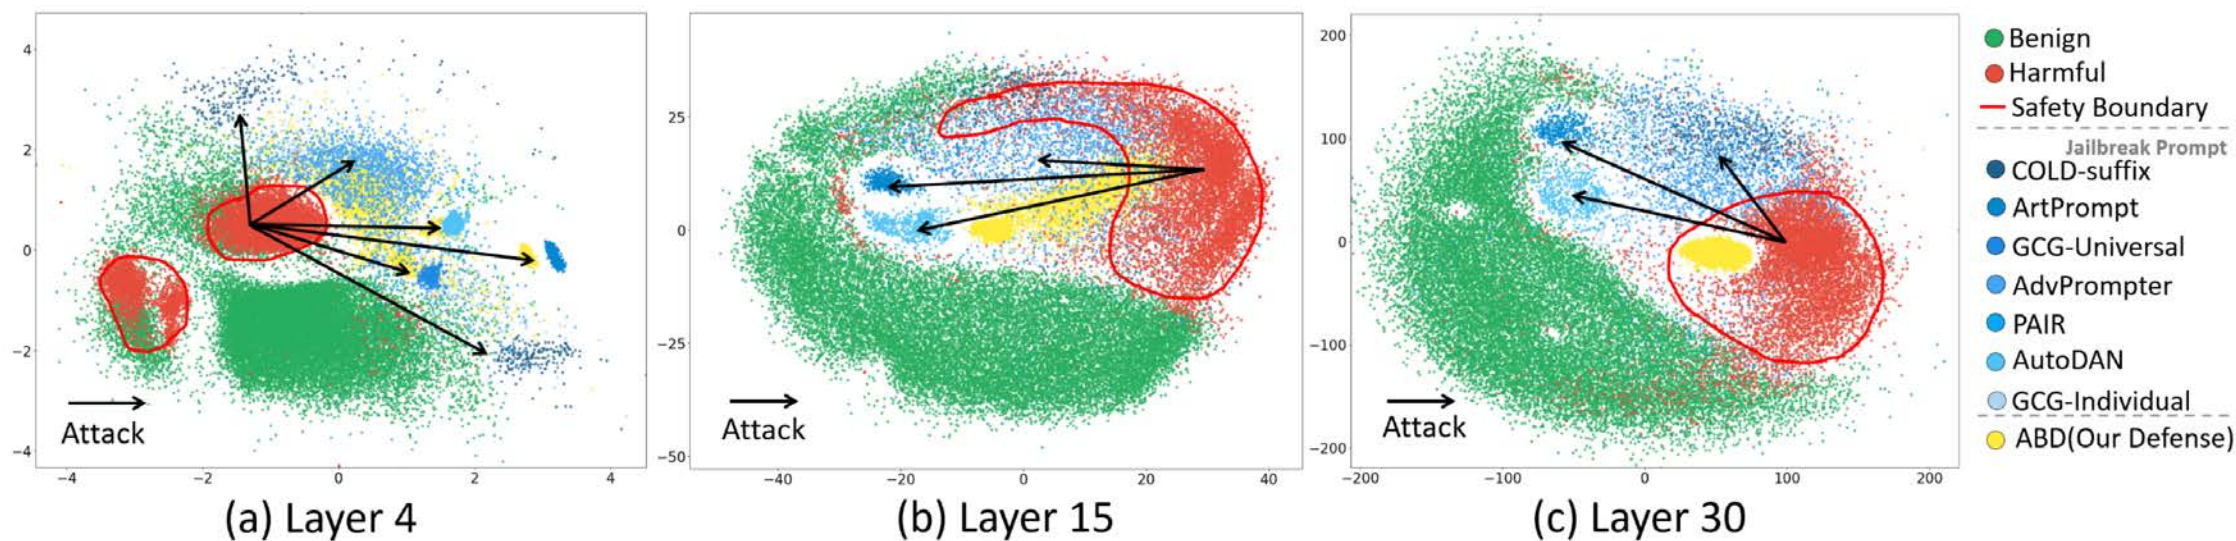 4
2
0
−2
−4
−4
−2
0
2
4
Attack
(a) Layer 4
25
0
−25
−50
−40
−20
0
20
40
Attack
(b) Layer 15
200
100
0
−100
−200
−200
−100
0
100
200
Attack
(c) Layer 30
Benign
Harmful
Safety Boundary
Jailbreak Prompt
COLD-suffix
ArtPrompt
GCG-Universal
AdvPrompter
PAIR
AutoDAN
GCG-Individual
ABD(Our Defense)